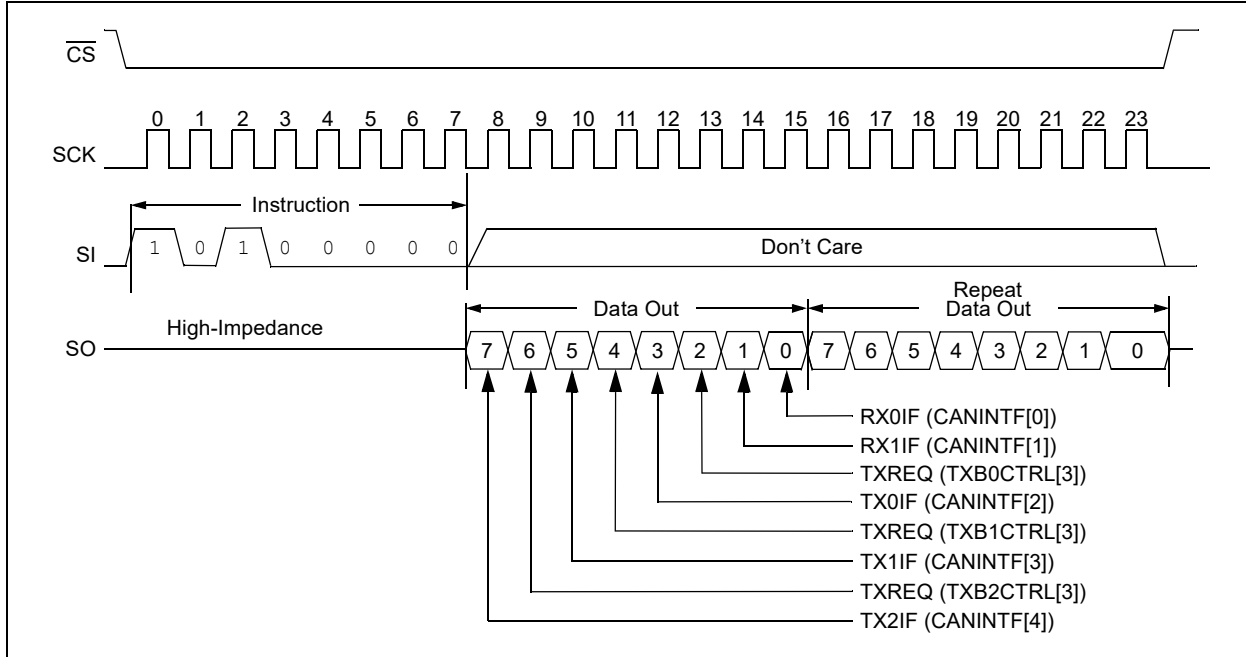 CS
0 1 2 3 4 5 6 7 8 9 10 11 12 13 14 15 16 17 18 19 20 21 22 23
SCK
Instruction
SI 1 0 1 0 0 0 0 0 Don't Care
Repeat
Data Out Data Out
High-Impedance
SO 7 6 5 4 3 2 1 0 7 6 5 4 3 2 1 0
RX0IF (CANINTF[0])
RX1IF (CANINTF[1])
TXREQ (TXB0CTRL[3])
TX0IF (CANINTF[2])
TXREQ (TXB1CTRL[3])
TX1IF (CANINTF[3])
TXREQ (TXB2CTRL[3])
TX2IF (CANINTF[4])